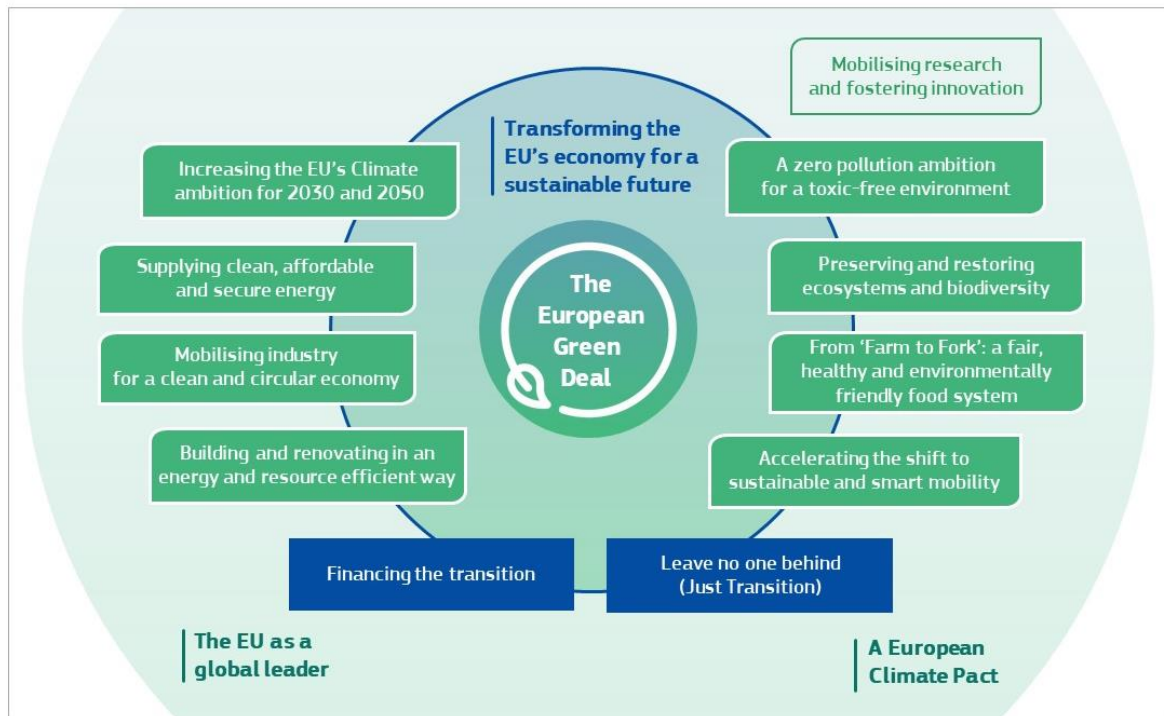 Mobilising research
and fostering innovation
Transforming the
EU's economy for a
sustainable future
Increasing the EU's Climate
ambition for 2030 and 2050
A zero pollution ambition
for a toxic-free environment
Supplying clean, affordable
and secure energy
Preserving and restoring
ecosystems and biodiversity
The
European
Green
Deal
Mobilising industry
for a clean and circular economy
From ‘Farm to Fork’: a fair,
healthy and environmentally
friendly food system
Building and renovating in an
energy and resource efficient way
Accelerating the shift to
sustainable and smart mobility
Financing the transition
Leave no one behind
(Just Transition)
The EU as a
global leader
A European
Climate Pact